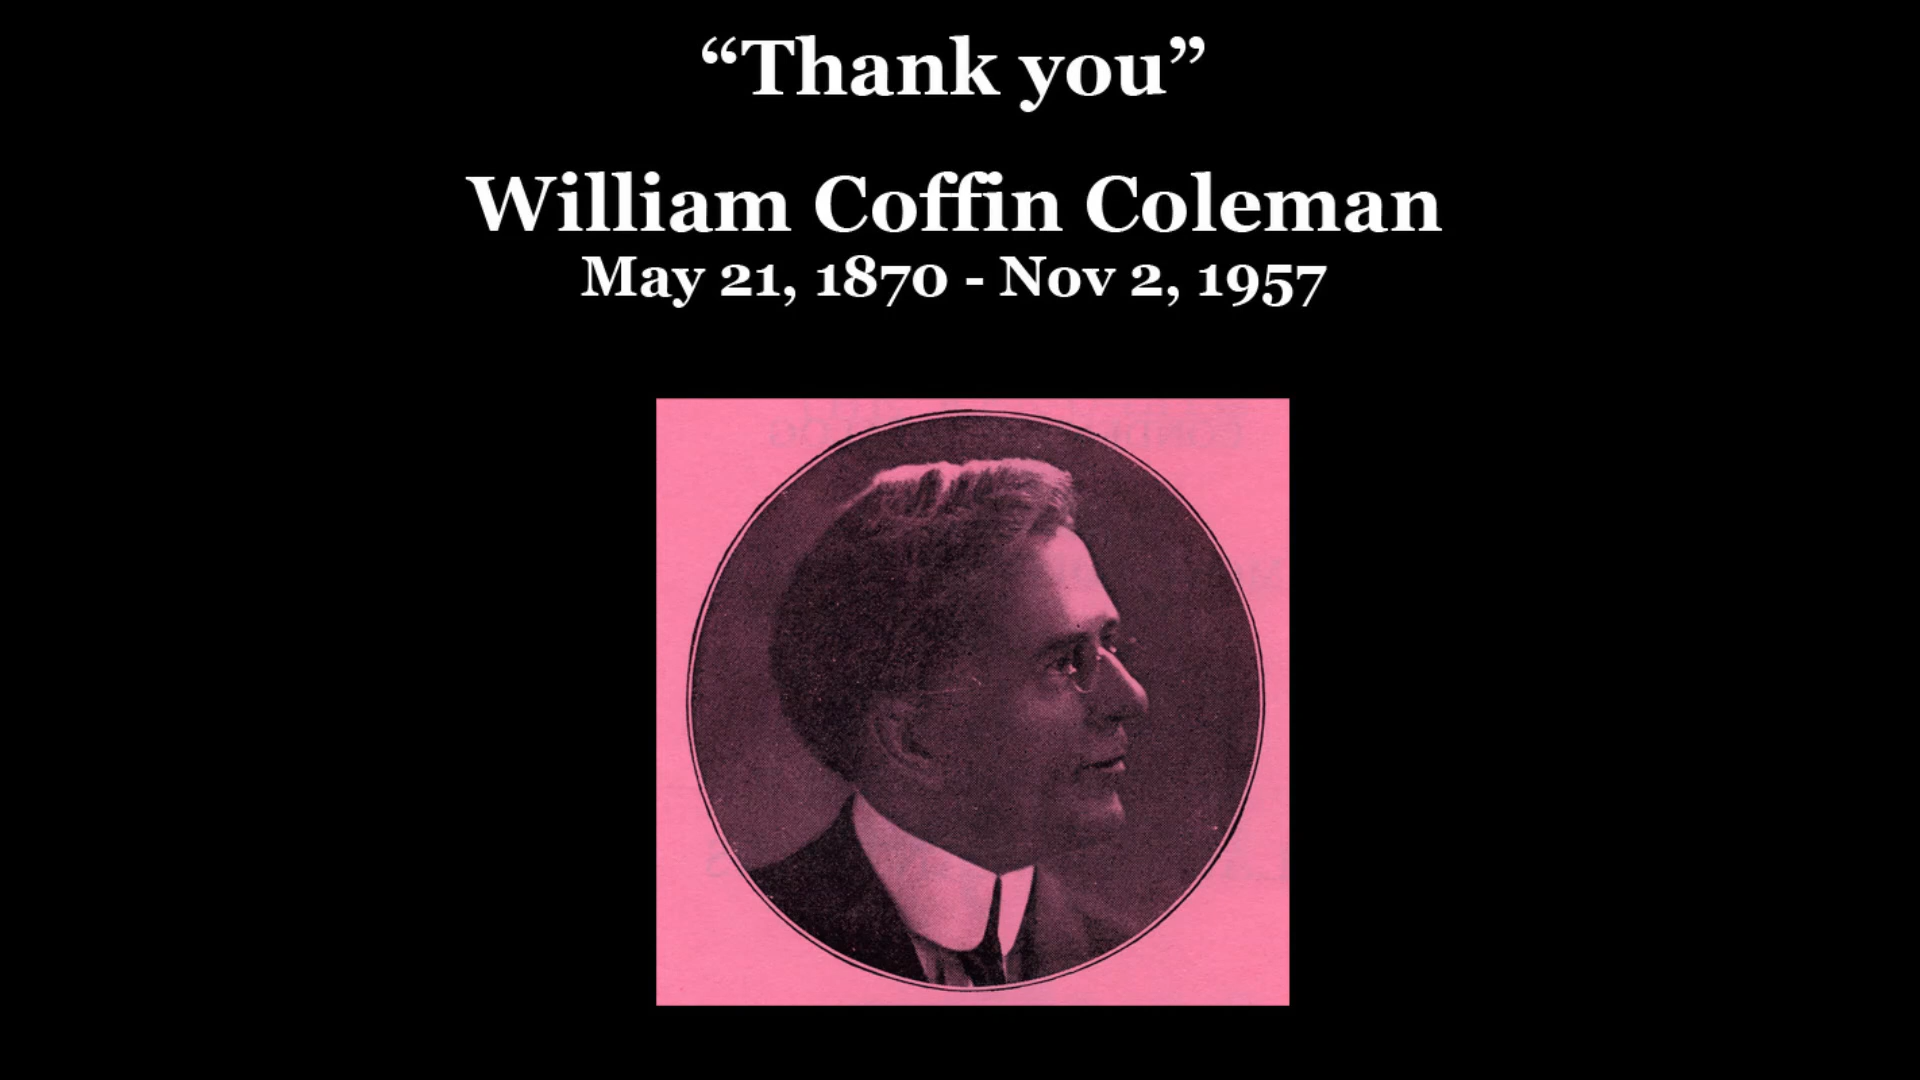 “Thank you”
William Coffin Coleman
May 21, 1870 - Nov 2, 1957